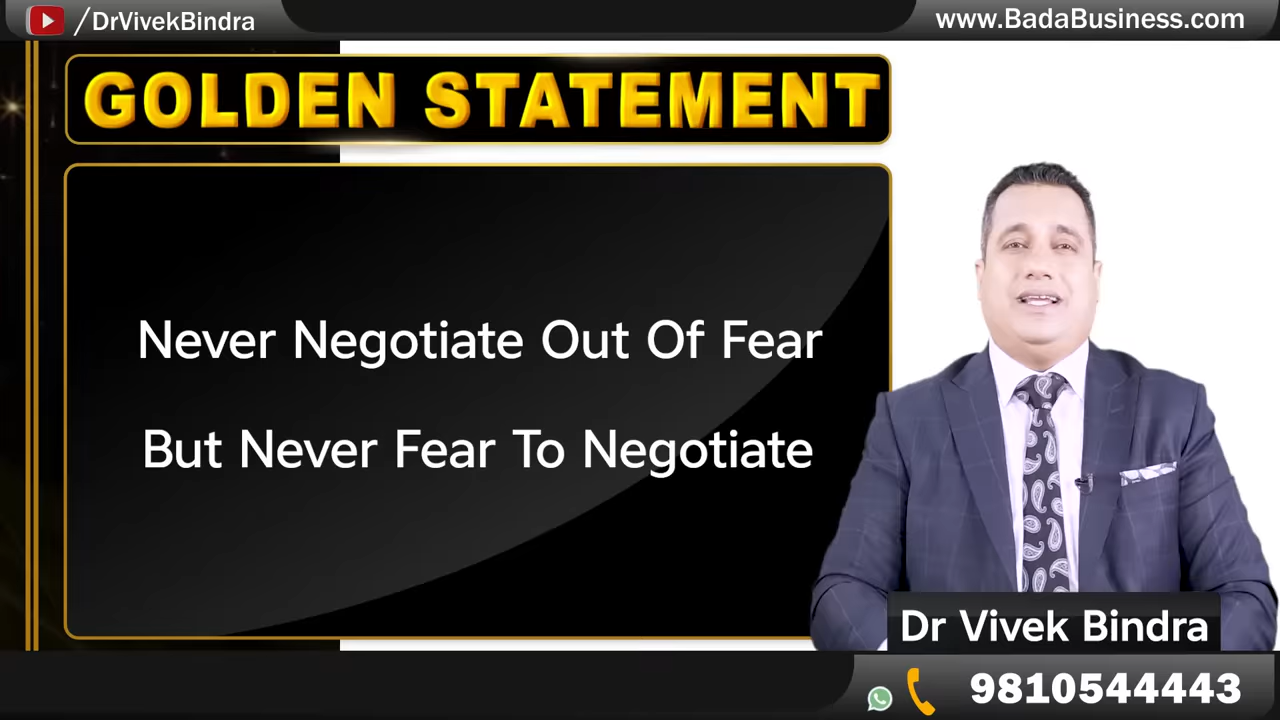 /DrVivekBindra
www.BadaBusiness.com
GOLDEN STATEMENT
Never Negotiate Out Of Fear
But Never Fear To Negotiate
Dr Vivek Bindra
9810544443